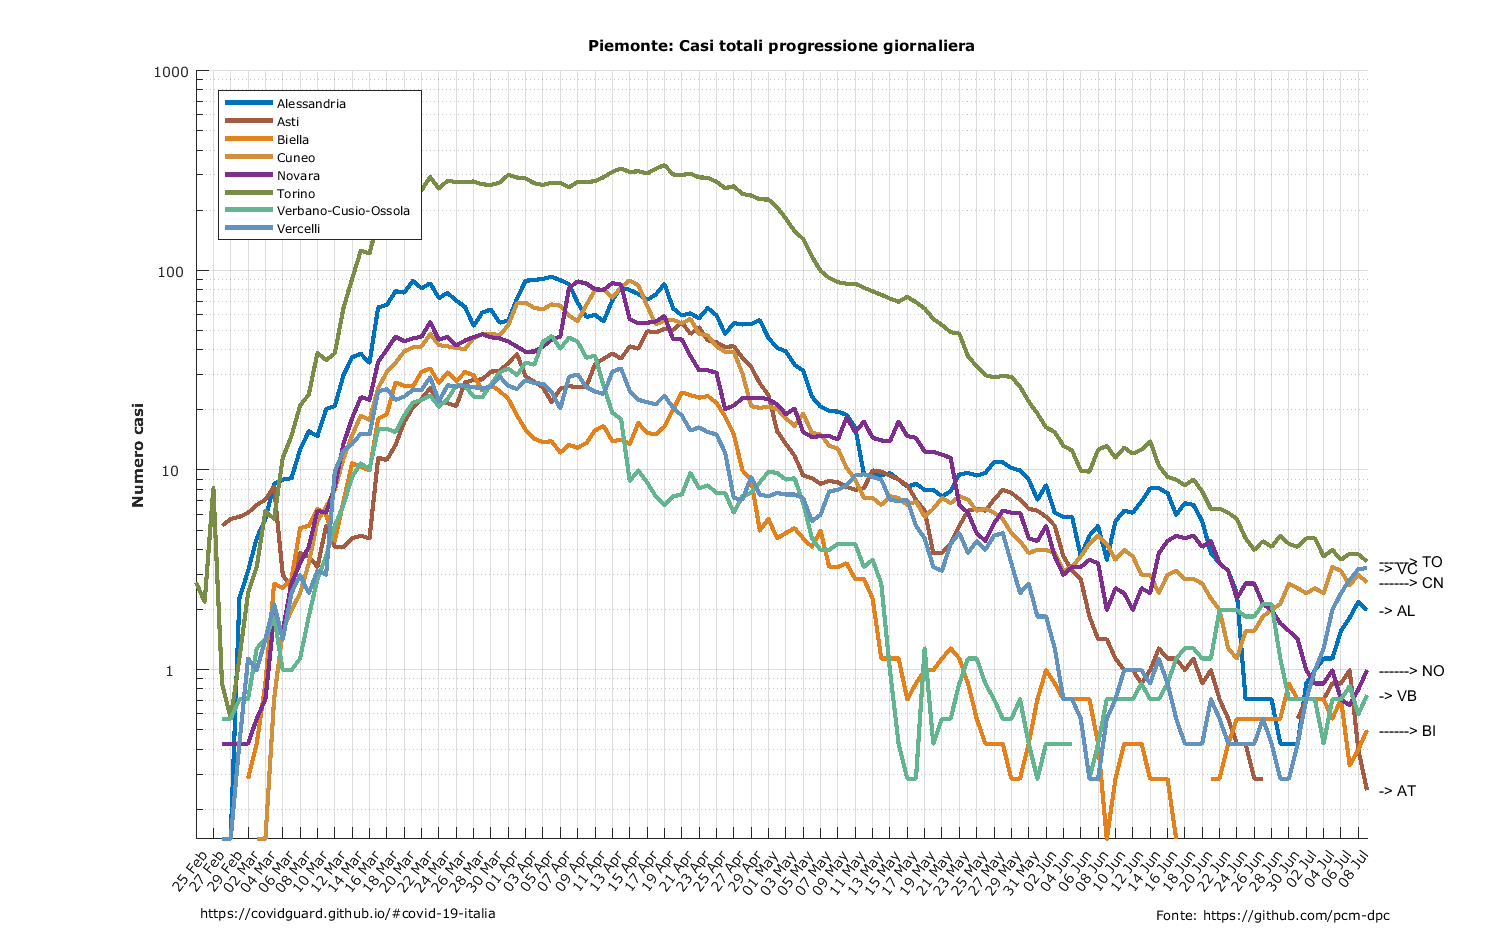 Piemonte: Casi totali progressione giornaliera
1000
100
10
1
Numero casi
Alessandria
Asti
Biella
Cuneo
Novara
Torino
Verbano-Cusio-Ossola
Vercelli
------> TO
-> VC
------> CN
-> AL
------> NO
-> VB
------> BI
-> AT
25 Feb
27 Feb
29 Feb
02 Mar
04 Mar
06 Mar
08 Mar
10 Mar
12 Mar
14 Mar
16 Mar
18 Mar
20 Mar
22 Mar
24 Mar
26 Mar
28 Mar
30 Mar
01 Apr
03 Apr
05 Apr
07 Apr
09 Apr
11 Apr
13 Apr
15 Apr
17 Apr
19 Apr
21 Apr
23 Apr
25 Apr
27 Apr
29 Apr
01 May
03 May
05 May
07 May
09 May
11 May
13 May
15 May
17 May
19 May
21 May
23 May
25 May
27 May
29 May
31 May
02 Jun
04 Jun
06 Jun
08 Jun
10 Jun
12 Jun
14 Jun
16 Jun
18 Jun
20 Jun
22 Jun
24 Jun
26 Jun
28 Jun
30 Jun
02 Jul
04 Jul
06 Jul
08 Jul
https://covidguard.github.io/#covid-19-italia
Fonte: https://github.com/pcm-dpc